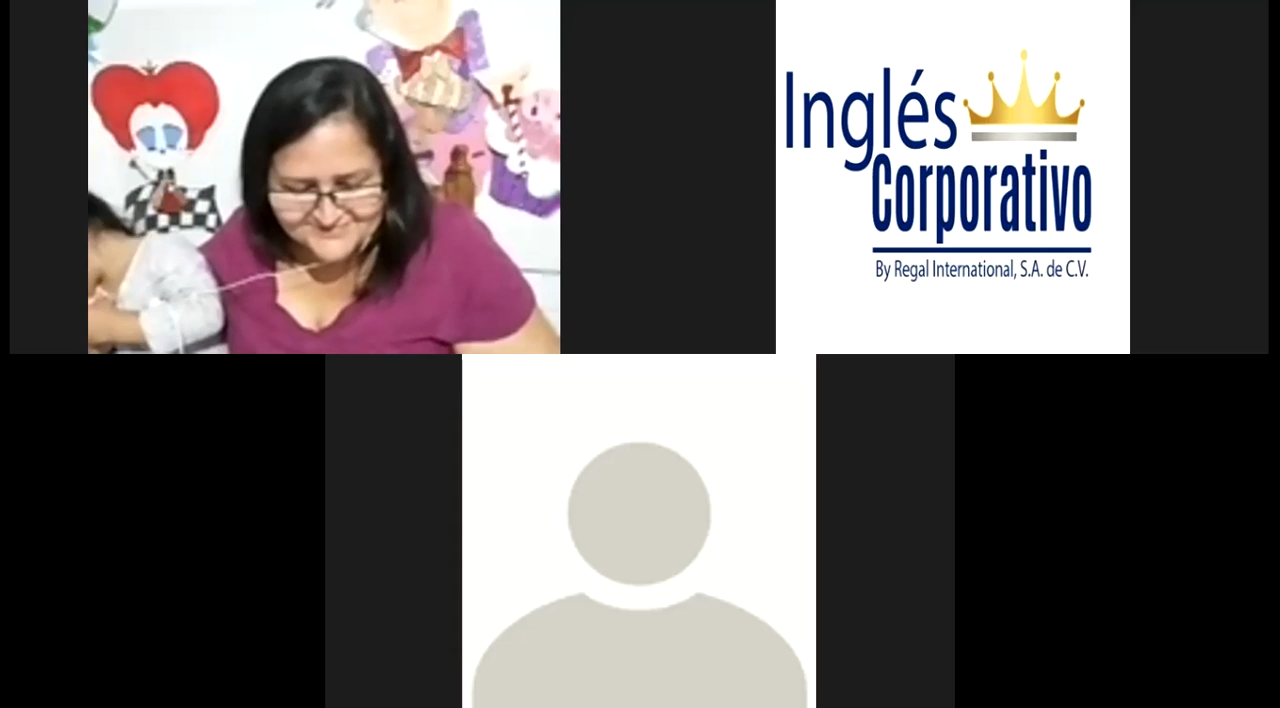 Inglés
Corporativo
By Regal International, S.A. de C.V.